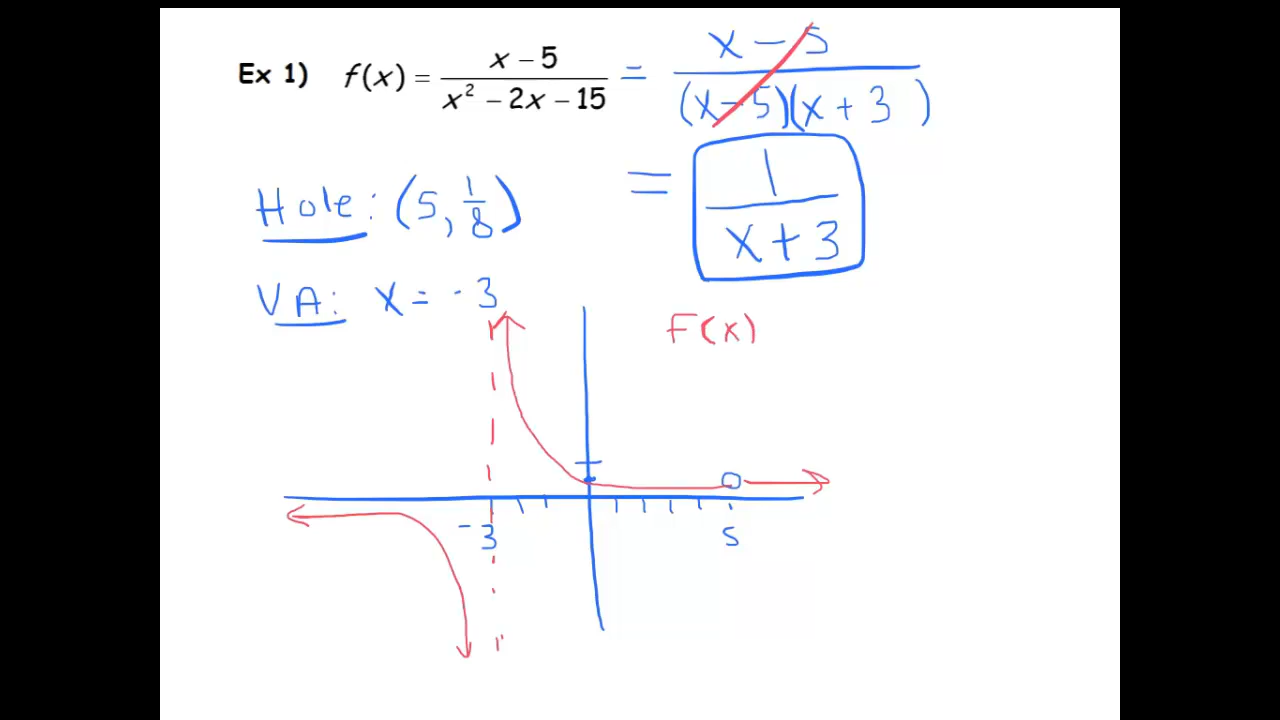 Ex 1) f(x) = (x - 5)/(x² - 2x - 15) = (x - 5)/((x - 5)(x + 3))
= 1/(x + 3)
Hole: (5, 1/8)
VA: x = -3
F(x)
-3 5